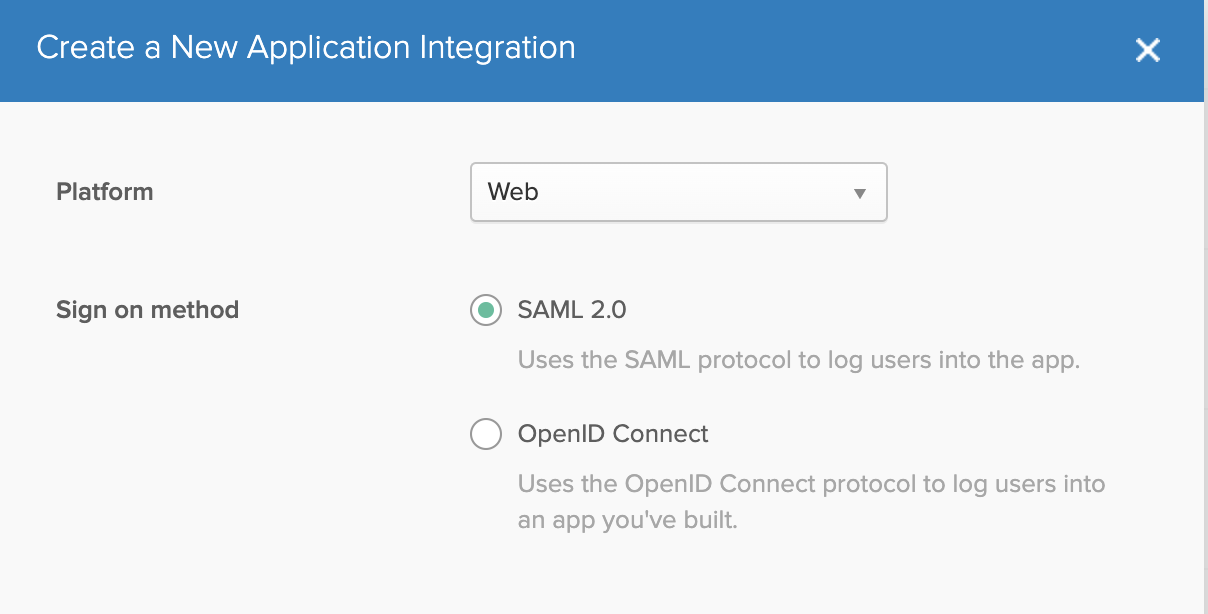 Create a New Application Integration
Platform
Web
Sign on method
SAML 2.0
Uses the SAML protocol to log users into the app.
OpenID Connect
Uses the OpenID Connect protocol to log users into
an app you've built.